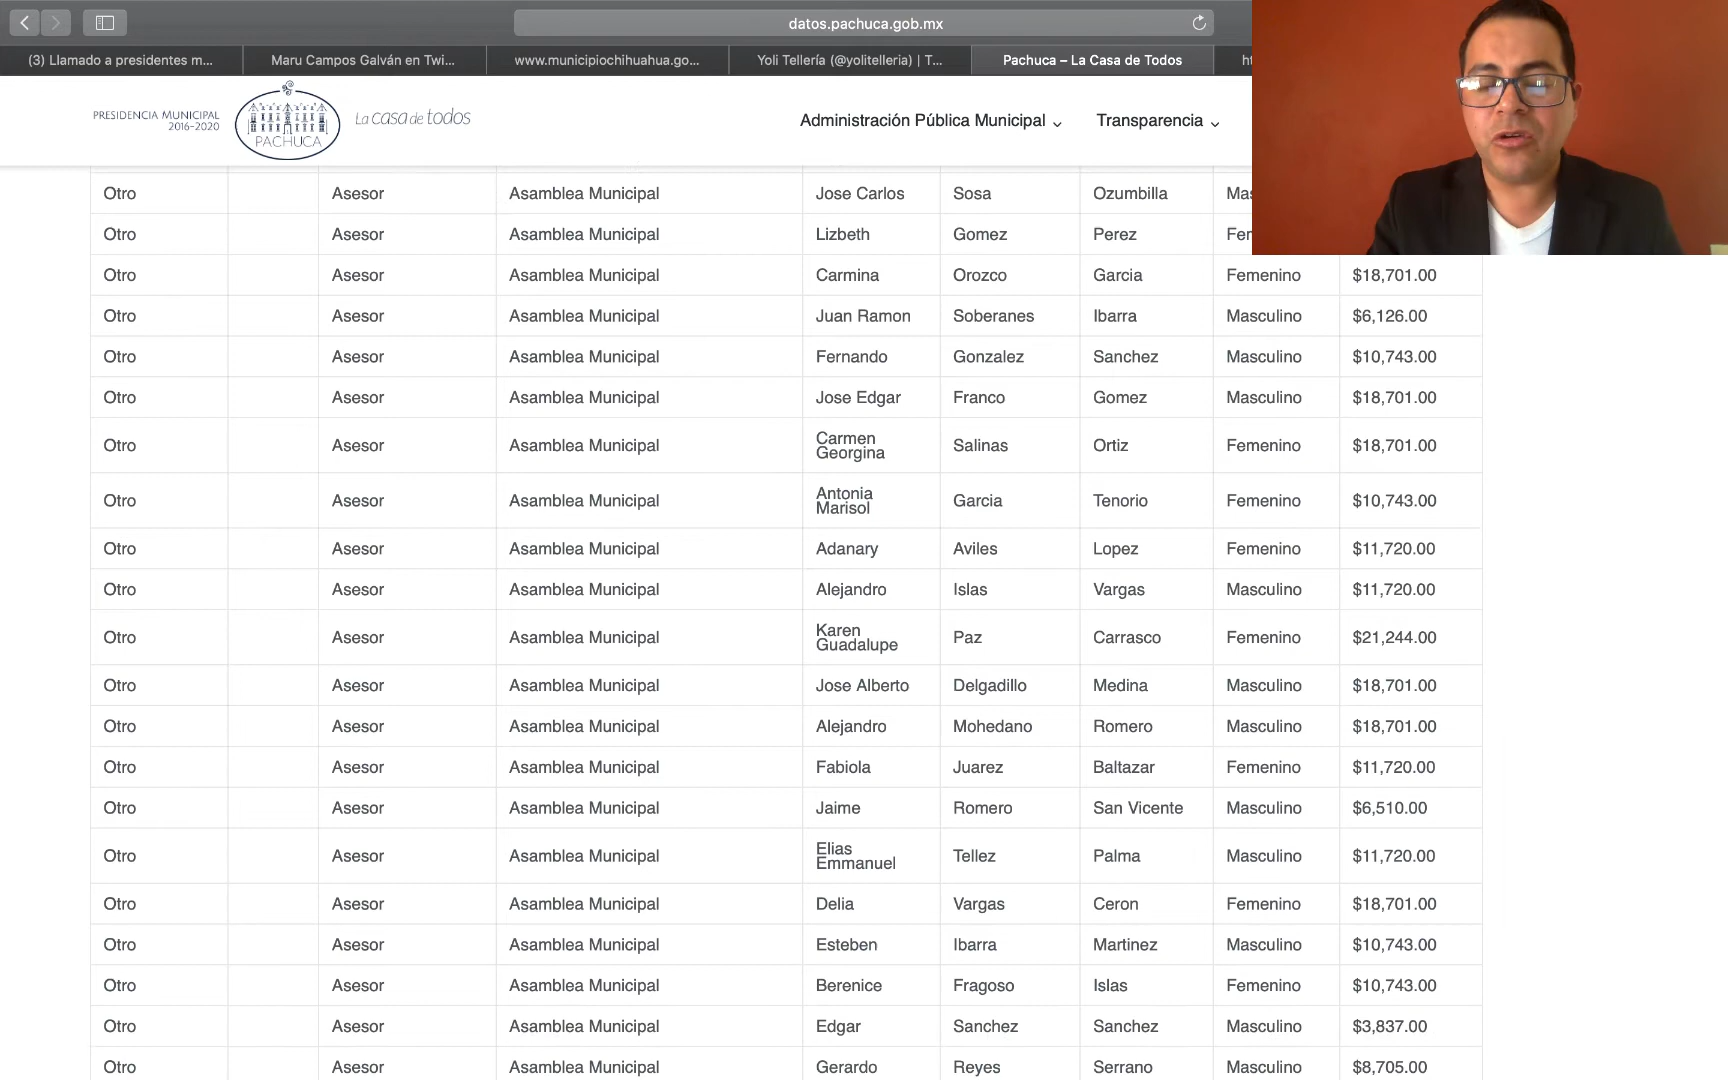 datos.pachuca.gob.mx
(3) Llamado a presidentes m...
Maru Campos Galván en Twi...
www.municipiochihuahua.go...
Yoli Tellería (@yolitelleria) | T...
Pachuca – La Casa de Todos
PRESIDENCIA MUNICIPAL
2016-2020
PACHUCA
La casa de todos
Administración Pública Municipal
Transparencia
Otro Asesor Asamblea Municipal Jose Carlos Sosa Ozumbilla
Otro Asesor Asamblea Municipal Lizbeth Gomez Perez
Otro Asesor Asamblea Municipal Carmina Orozco Garcia Femenino $18,701.00
Otro Asesor Asamblea Municipal Juan Ramon Soberanes Ibarra Masculino $6,126.00
Otro Asesor Asamblea Municipal Fernando Gonzalez Sanchez Masculino $10,743.00
Otro Asesor Asamblea Municipal Jose Edgar Franco Gomez Masculino $18,701.00
Otro Asesor Asamblea Municipal Carmen Georgina Salinas Ortiz Femenino $18,701.00
Otro Asesor Asamblea Municipal Antonia Marisol Garcia Tenorio Femenino $10,743.00
Otro Asesor Asamblea Municipal Adanary Aviles Lopez Femenino $11,720.00
Otro Asesor Asamblea Municipal Alejandro Islas Vargas Masculino $11,720.00
Otro Asesor Asamblea Municipal Karen Guadalupe Paz Carrasco Femenino $21,244.00
Otro Asesor Asamblea Municipal Jose Alberto Delgadillo Medina Masculino $18,701.00
Otro Asesor Asamblea Municipal Alejandro Mohedano Romero Masculino $18,701.00
Otro Asesor Asamblea Municipal Fabiola Juarez Baltazar Femenino $11,720.00
Otro Asesor Asamblea Municipal Jaime Romero San Vicente Masculino $6,510.00
Otro Asesor Asamblea Municipal Elias Emmanuel Tellez Palma Masculino $11,720.00
Otro Asesor Asamblea Municipal Delia Vargas Ceron Femenino $18,701.00
Otro Asesor Asamblea Municipal Esteben Ibarra Martinez Masculino $10,743.00
Otro Asesor Asamblea Municipal Berenice Fragoso Islas Femenino $10,743.00
Otro Asesor Asamblea Municipal Edgar Sanchez Sanchez Masculino $3,837.00
Otro Asesor Asamblea Municipal Gerardo Reyes Serrano Masculino $8,705.00